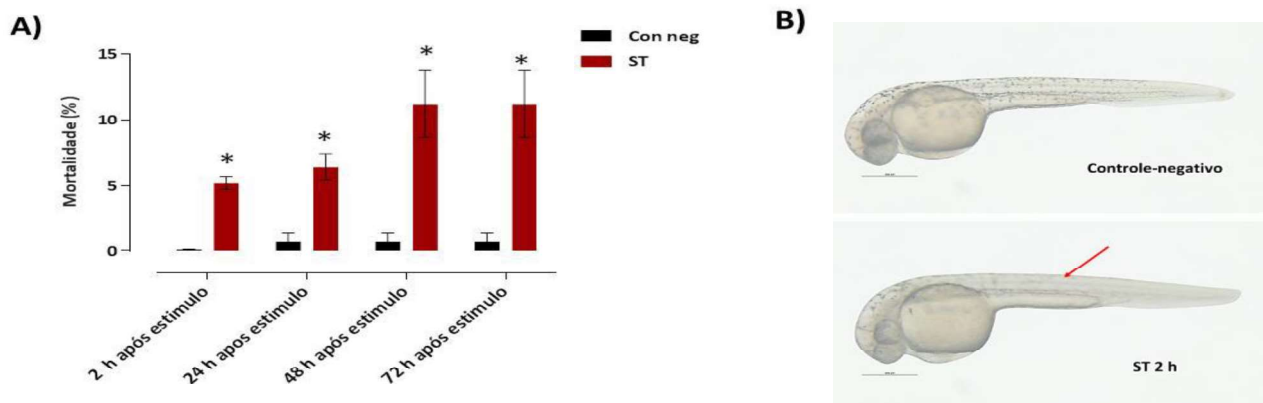 A)
Mortalidade (%)
15
10
5
0
*
*
*
*
2 h após estimulo
24 h apos estimulo
48 h após estimulo
72 h após estimulo
Con neg
ST
B)
Controle-negativo
ST 2 h